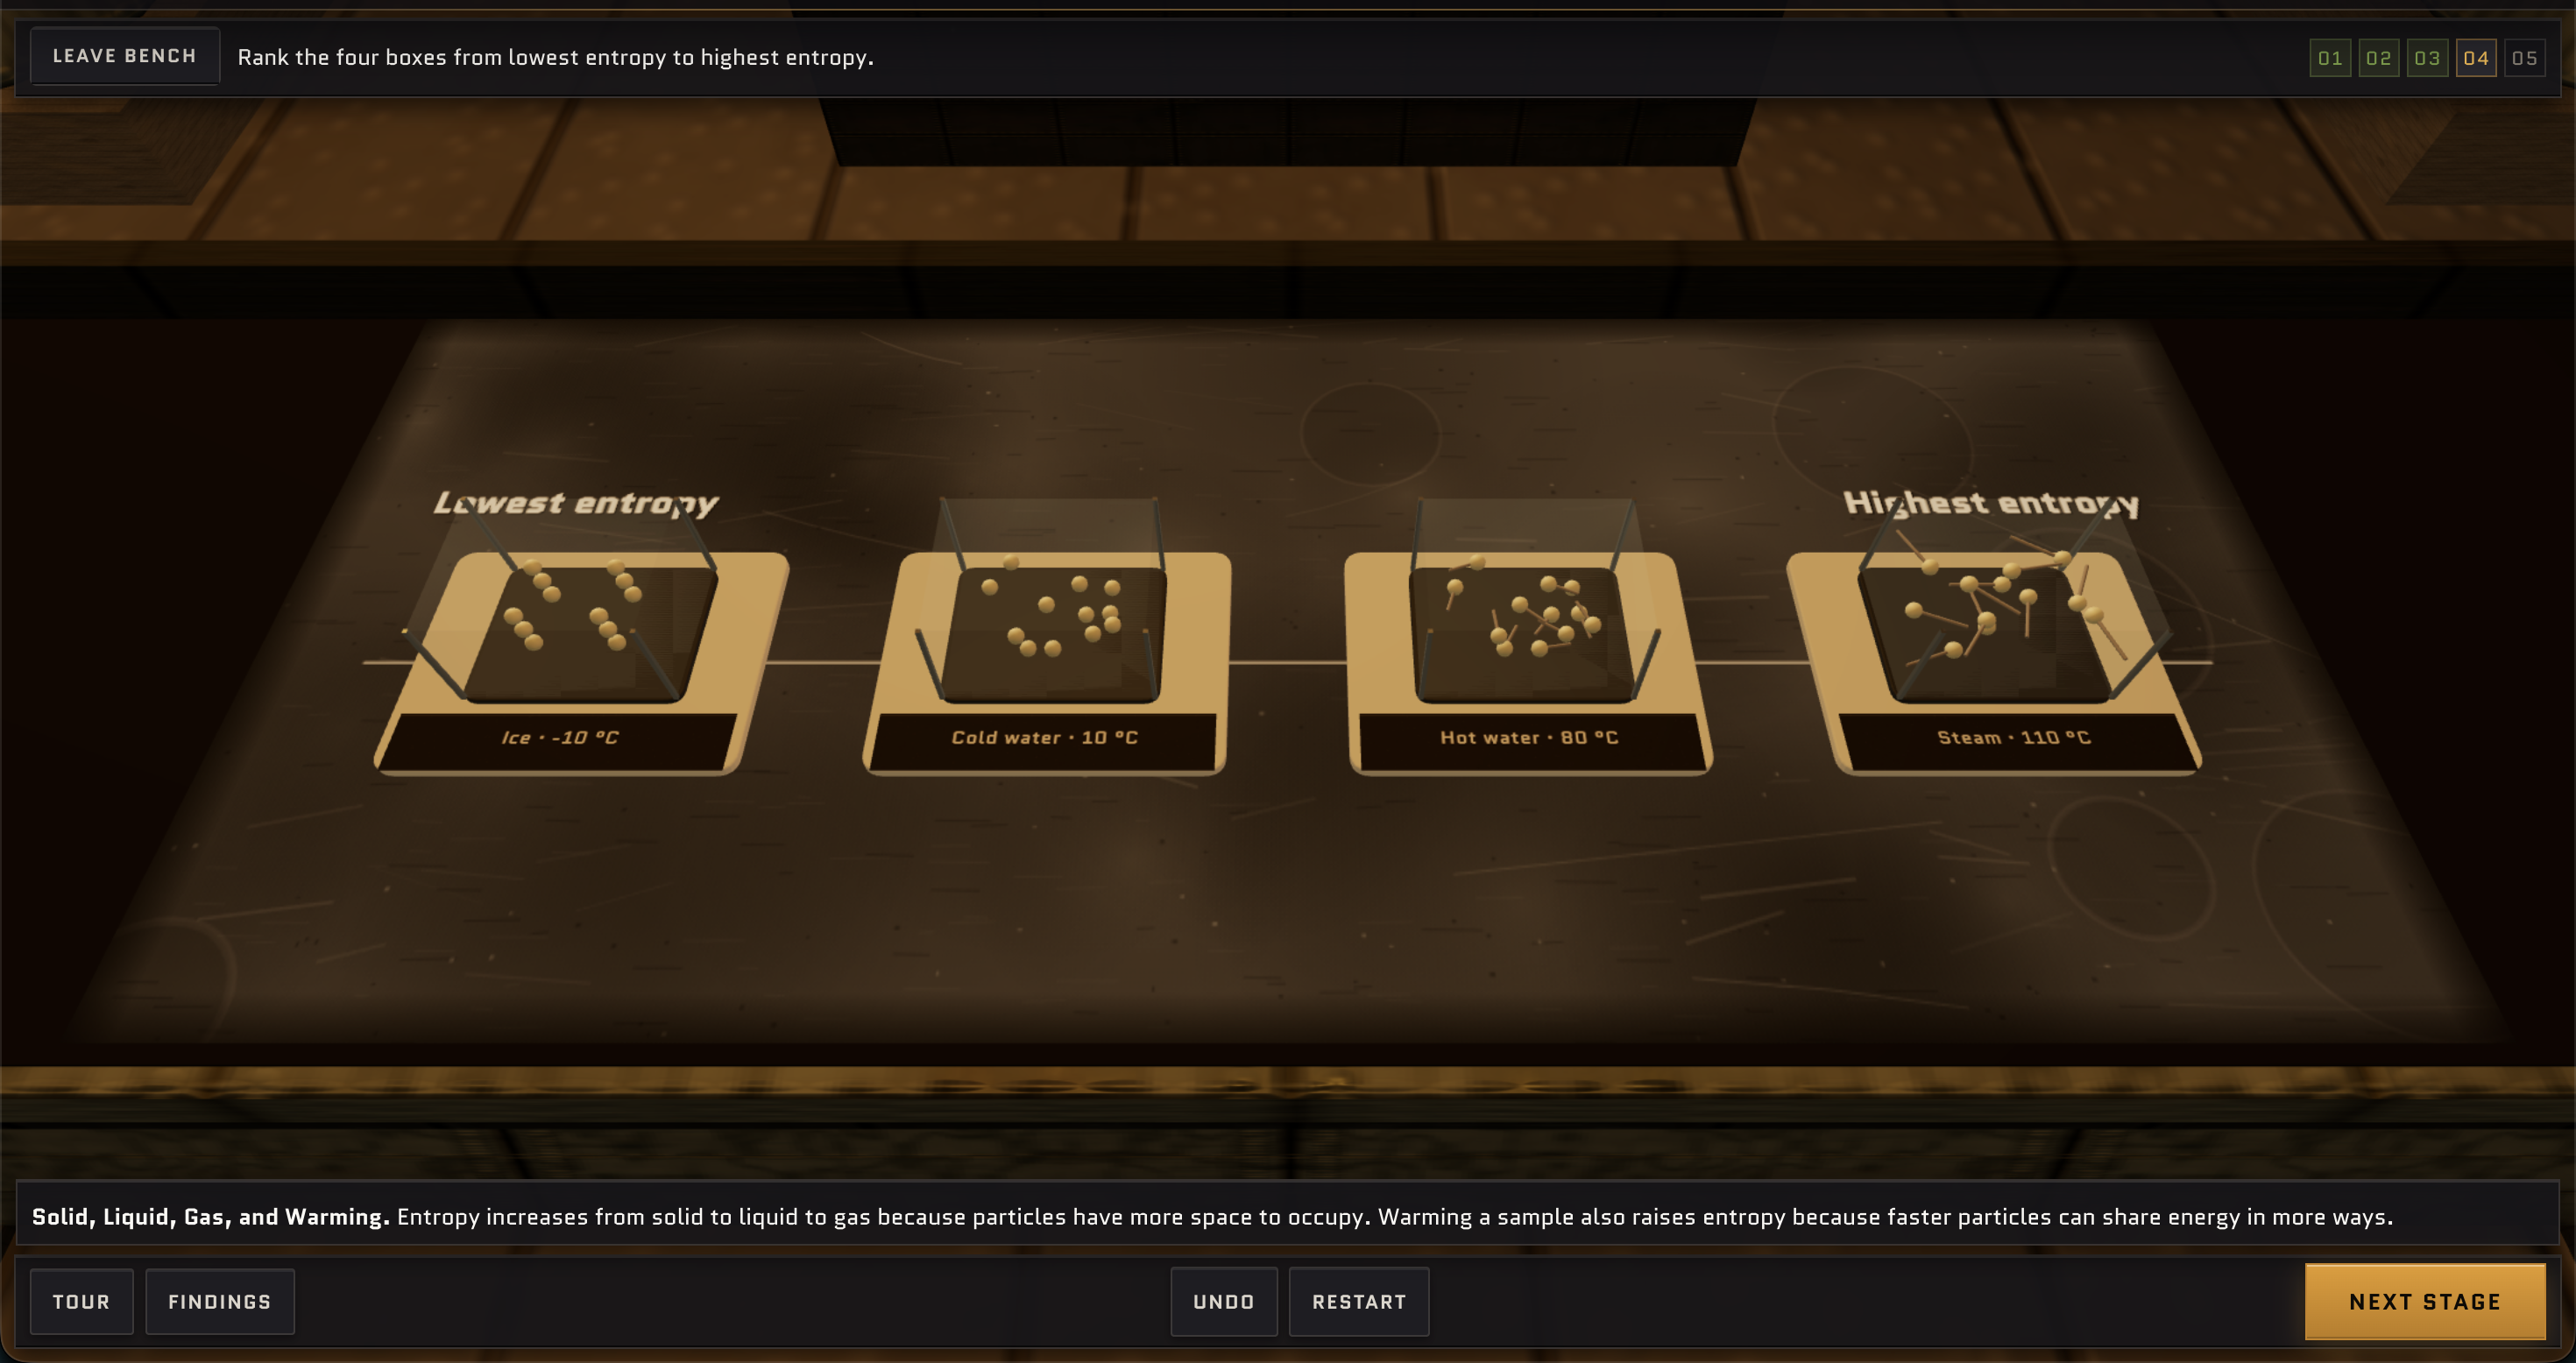 LEAVE BENCH
Rank the four boxes from lowest entropy to highest entropy.
01 02 03 04 05
Lowest entropy
Highest entropy
Ice · -10 °C
Cold water · 10 °C
Hot water · 80 °C
Steam · 110 °C
Solid, Liquid, Gas, and Warming. Entropy increases from solid to liquid to gas because particles have more space to occupy. Warming a sample also raises entropy because faster particles can share energy in more ways.
TOUR
FINDINGS
UNDO
RESTART
NEXT STAGE